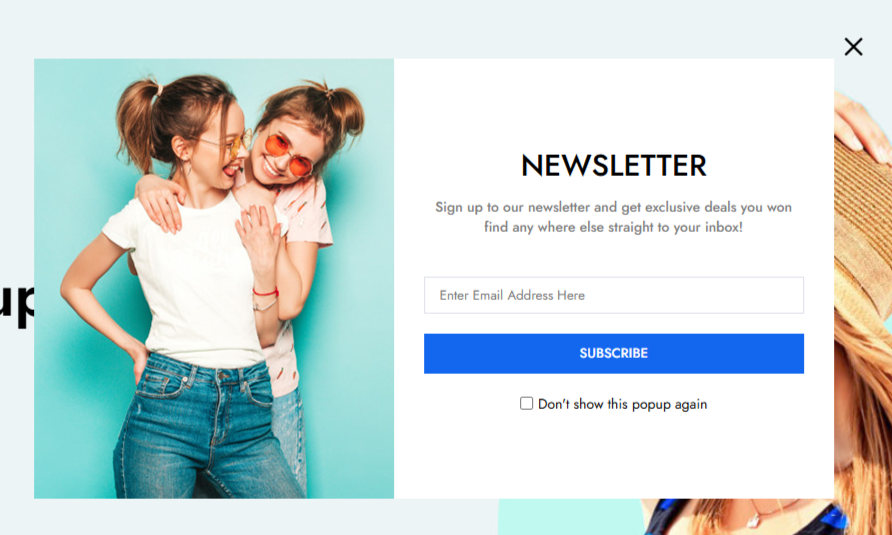 NEWSLETTER
Sign up to our newsletter and get exclusive deals you won
find any where else straight to your inbox!
up
Enter Email Address Here
SUBSCRIBE
Don't show this popup again